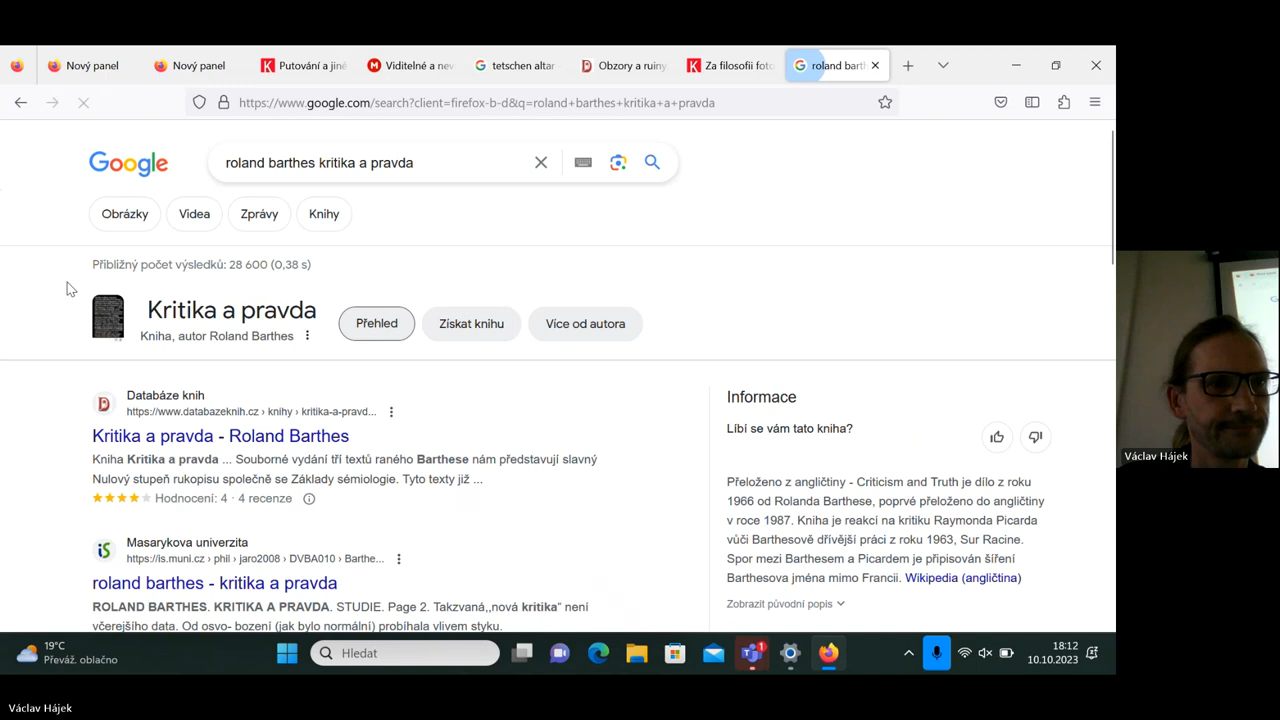 Nový panel
Nový panel
Putování a jiné
Viditelné a nev
tetschen altar
Obzory a ruiny
Za filosofii foto
roland barth
https://www.google.com/search?client=firefox-b-d&q=roland+barthes+kritika+a+pravda
Google
roland barthes kritika a pravda
Obrázky
Videa
Zprávy
Knihy
Přibližný počet výsledků: 28 600 (0,38 s)
Kritika a pravda
Kniha, autor Roland Barthes
Přehled
Získat knihu
Více od autora
Databáze knih
https://www.databazeknih.cz › knihy › kritika-a-pravd...
Kritika a pravda - Roland Barthes
Kniha Kritika a pravda ... Souborné vydání tří textů raného Barthese nám představují slavný
Nulový stupeň rukopisu společně se Základy sémiologie. Tyto texty již ...
Hodnocení: 4 · 4 recenze
Masarykova univerzita
https://is.muni.cz › phil › jaro2008 › DVBA010 › Barthe...
roland barthes - kritika a pravda
ROLAND BARTHES. KRITIKA A PRAVDA. STUDIE. Page 2. Takzvaná,,nová kritika" není
včerejšího data. Od osvo- bození (jak bylo normální) probíhala vlivem styku.
Informace
Líbí se vám tato kniha?
Přeloženo z angličtiny - Criticism and Truth je dílo z roku
1966 od Rolanda Barthese, poprvé přeloženo do angličtiny
v roce 1987. Kniha je reakcí na kritiku Raymonda Picarda
vůči Barthesově dřívější práci z roku 1963, Sur Racine.
Spor mezi Barthesem a Picardem je připisován šíření
Barthesova jména mimo Francii. Wikipedia (angličtina)
Zobrazit původní popis
Václav Hájek
19°C
Převáž. oblačno
Hledat
1
18:12
10.10.2023
Václav Hájek